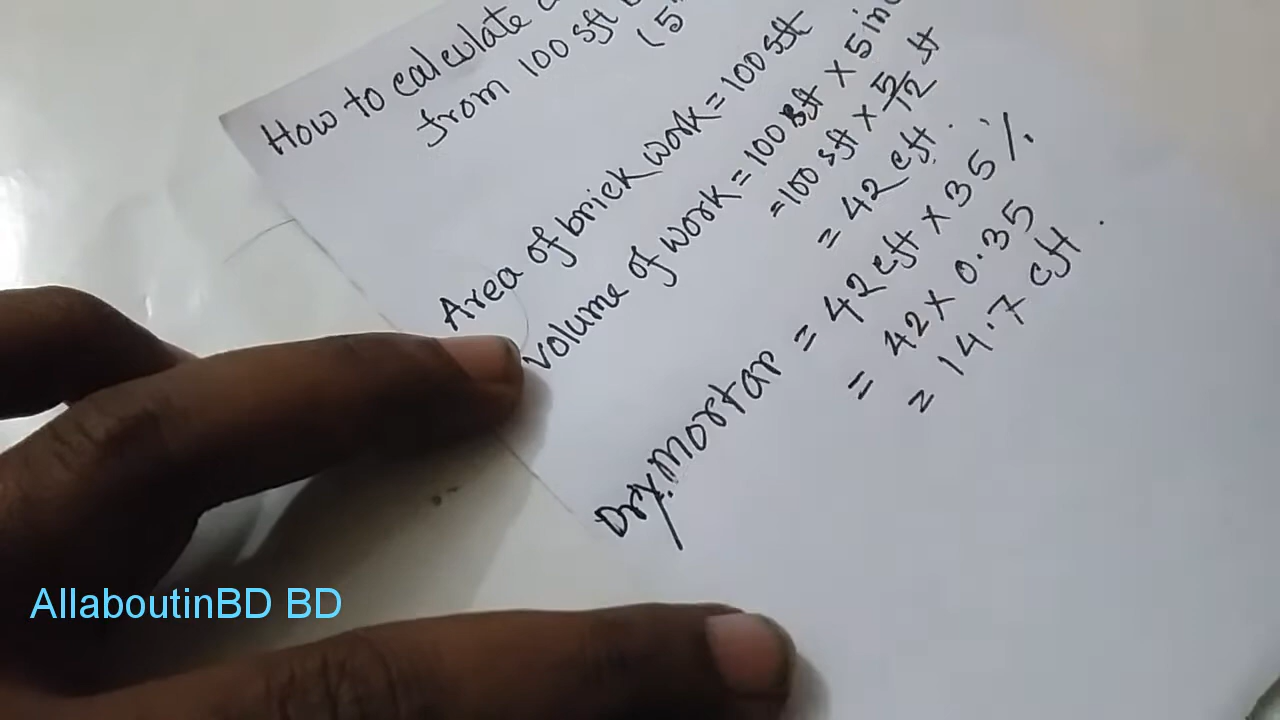 How to calculate
from 100 sft
(5"
Area of brick work = 100 sft
Volume of work = 100 sft × 5 inc
= 100 sft × 5/12 ft
= 42 cft.
Dry mortar = 42 cft × 35%
= 42 × 0.35
= 14.7 cft.
AllaboutinBD BD